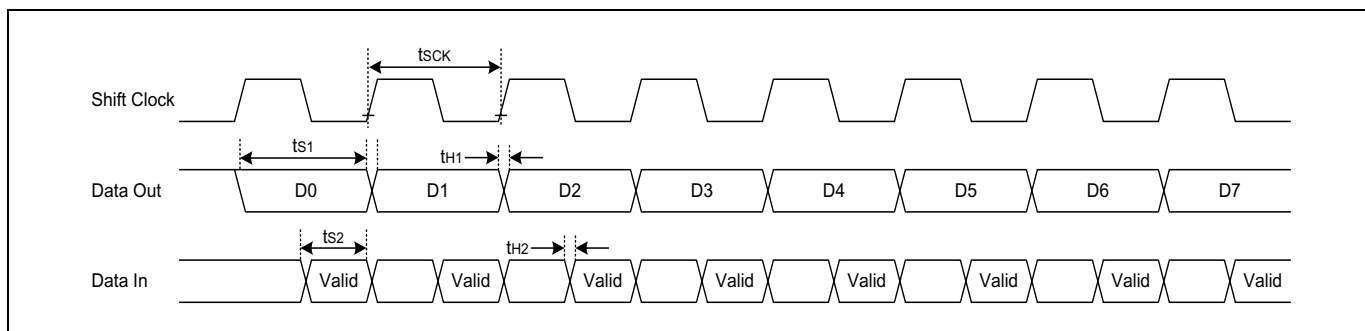 tSCK
Shift Clock
tS1
tH1
Data Out D0 D1 D2 D3 D4 D5 D6 D7
tS2
tH2
Data In Valid Valid Valid Valid Valid Valid Valid Valid